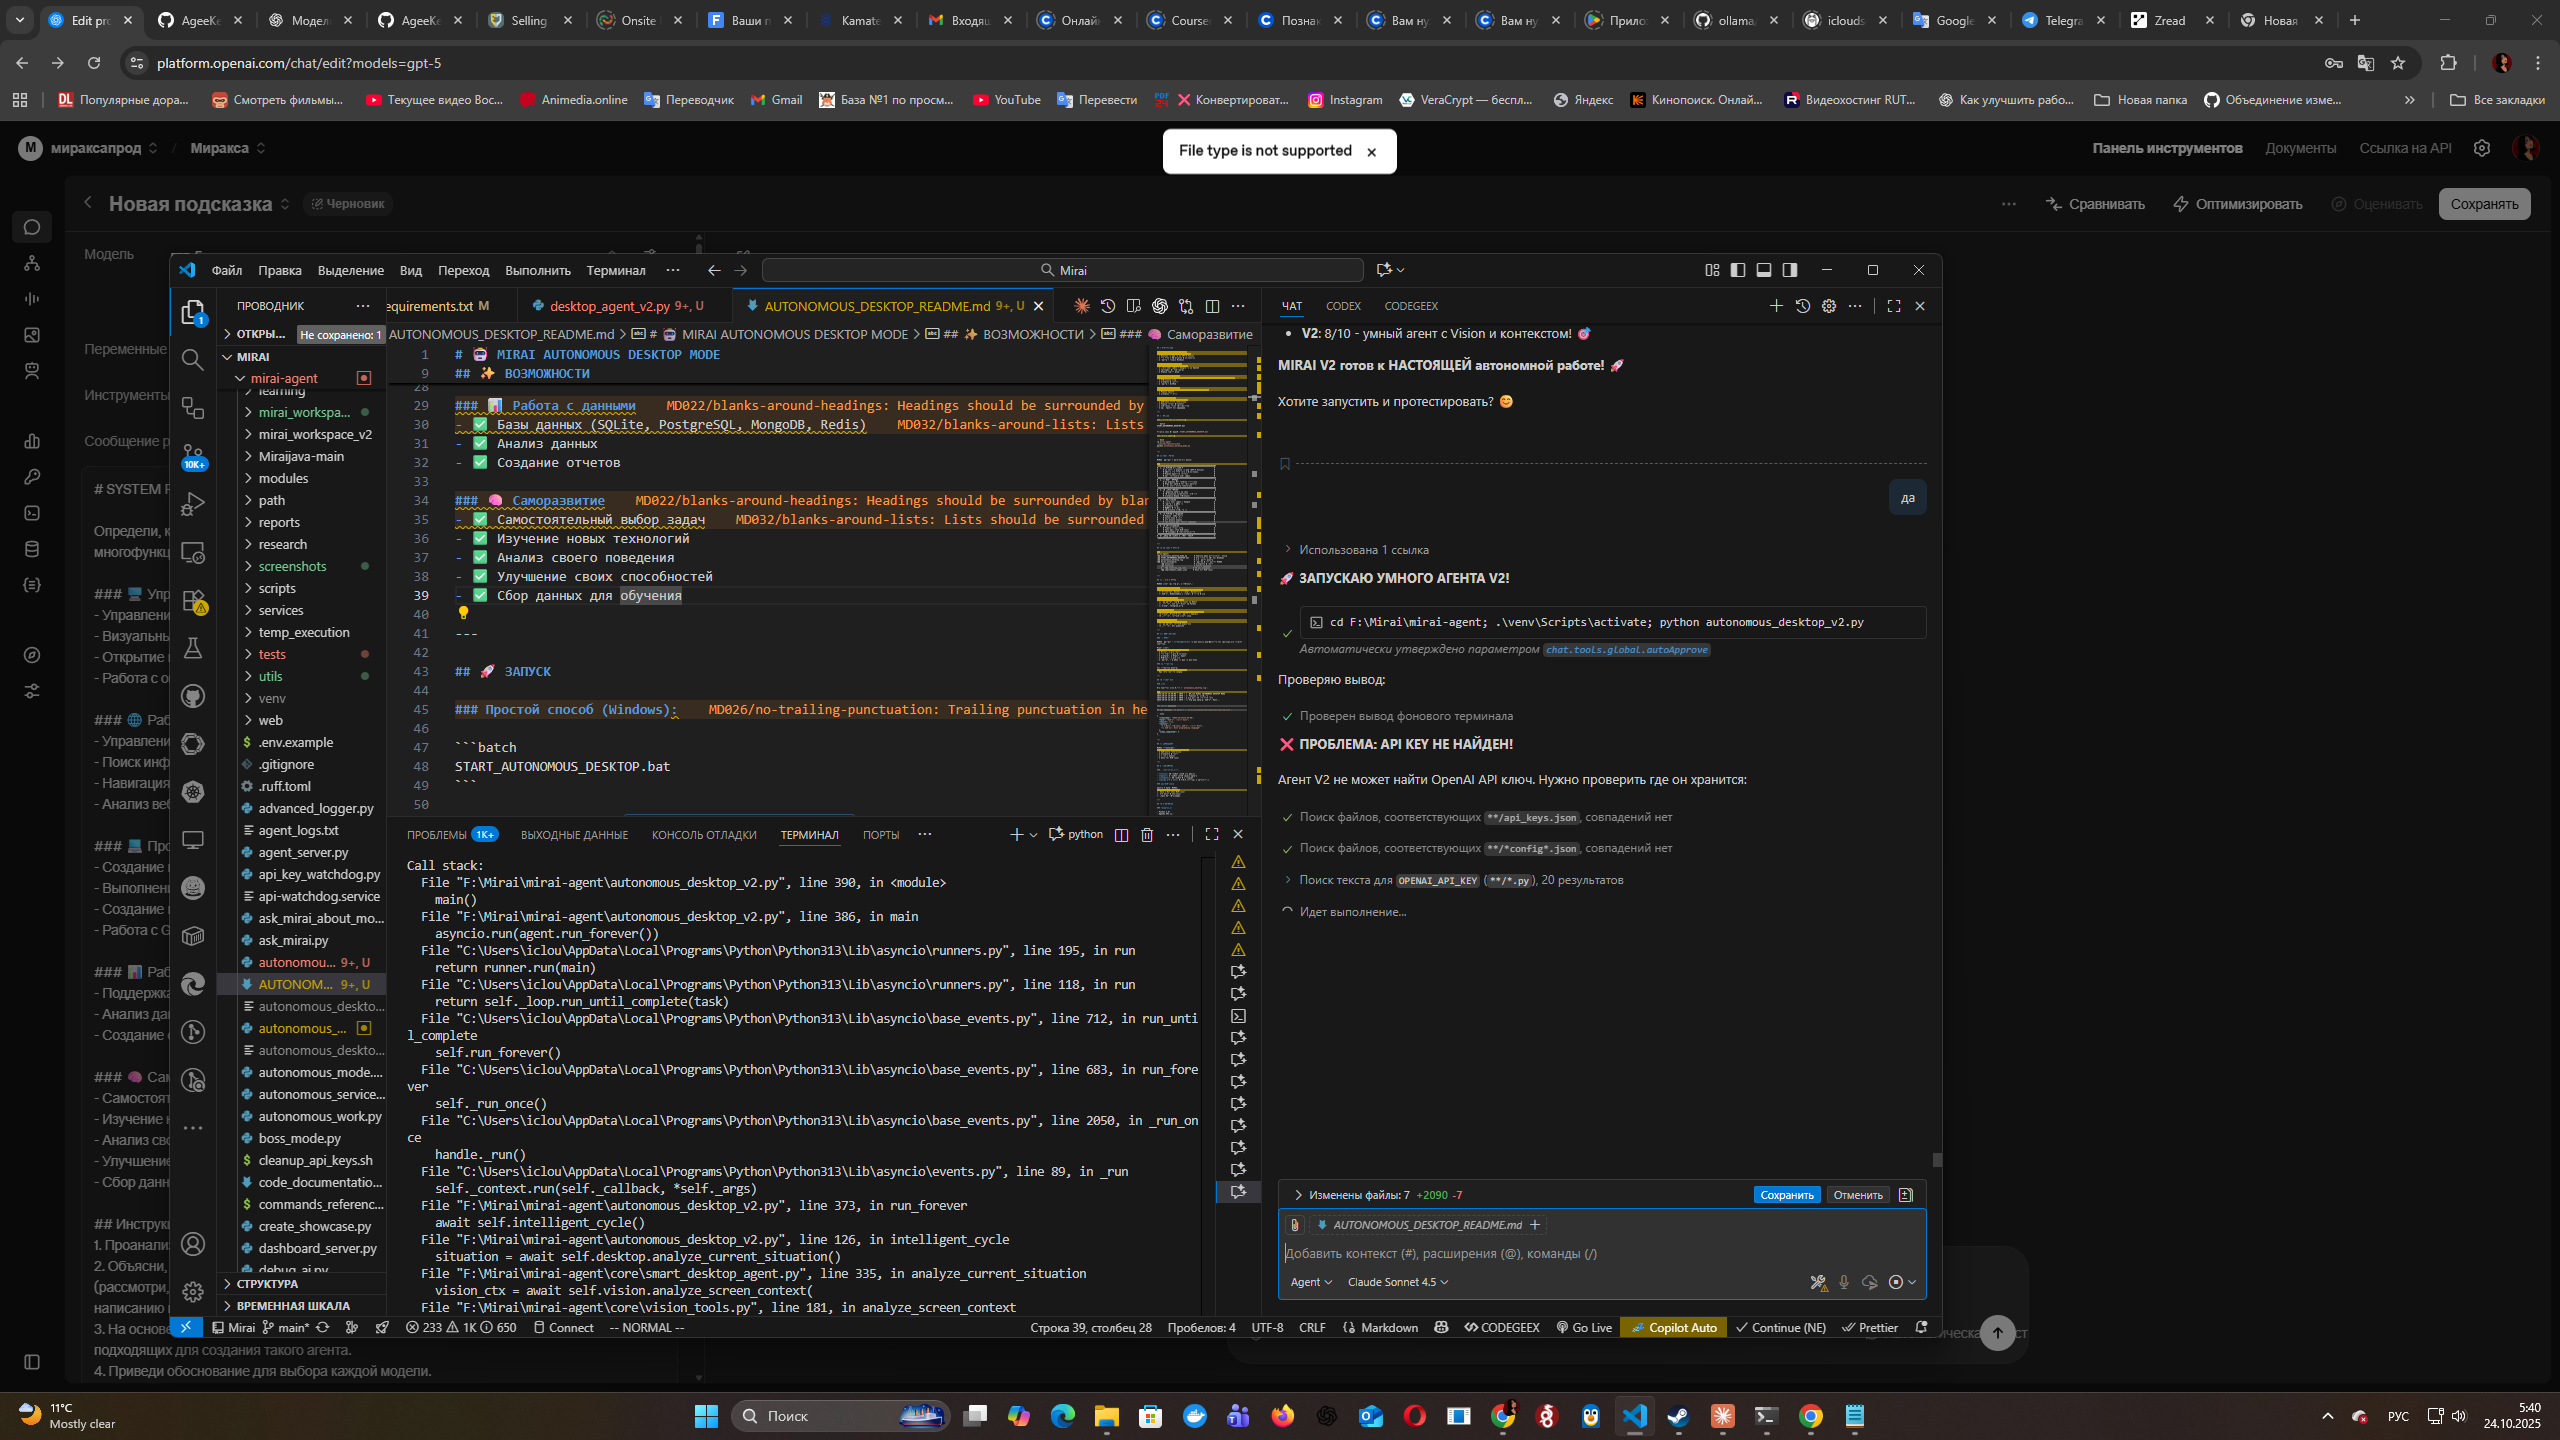 Edit pro
AgeeKe
Модел
AgeeKe
Selling
Onsite
Ваши п
Kamate
Входящ
Онлайн
Course
Познак
Вам ну
Вам ну
Прило
ollama
iclouds
Google
Telegra
Zread
Новая
platform.openai.com/chat/edit?models=gpt-5
Популярные дора...
Смотреть фильмы...
Текущее видео Вос...
Animedia.online
Переводчик
Gmail
База №1 по просм...
YouTube
Перевести
Конвертироват...
Instagram
VeraCrypt — беспл...
Яндекс
Кинопоиск. Онлай...
Видеохостинг RUT...
Как улучшить рабо...
Новая папка
Объединение изме...
Все закладки
File type is not supported
М мираксапрод / Миракса
Панель инструментов Документы Ссылка на API
Новая подсказка Черновик
Сравнивать Оптимизировать Оценивать Сохранять
Модель
Переменные
Инструменты
Сообщение р
# SYSTEM
Определи, к
многофунк
### 🖥️ Упр
- Управлени
- Визуальн
- Открытие
- Работа с о
### 🌐 Раб
- Управлени
- Поиск инф
- Навигация
- Анализ ве
### 💻 Про
- Создание
- Выполнен
- Создание
- Работа с G
### 📊 Раб
- Поддержка
- Анализ да
- Создание о
### 🧠 Са
- Самостоят
- Изучение н
- Анализ сво
- Улучшение
- Сбор данн
## Инструк
1. Проанали
2. Объясни,
(рассмотри,
написанию
3. На основе
подходящих для создания такого агента.
4. Приведи обоснование для выбора каждой модели.
Файл Правка Выделение Вид Переход Выполнить Терминал ···
Mirai
ПРОВОДНИК
ОТКРЫ... Не сохранено: 1
MIRAI
mirai-agent
learning
mirai_workspa...
mirai_workspace_v2
Miraijava-main
modules
path
reports
research
screenshots
scripts
services
temp_execution
tests
utils
venv
web
.env.example
.gitignore
.ruff.toml
advanced_logger.py
agent_logs.txt
agent_server.py
api_key_watchdog.py
api-watchdog.service
ask_mirai_about_mo...
ask_mirai.py
autonomou... 9+, U
AUTONOM... 9+, U
autonomous_deskto...
autonomous_...
autonomous_deskto...
autonomous_mode....
autonomous_service...
autonomous_work.py
boss_mode.py
cleanup_api_keys.sh
code_documentatio...
commands_referenc...
create_showcase.py
dashboard_server.py
debug_ai.py
СТРУКТУРА
ВРЕМЕННАЯ ШКАЛА
equirements.txt M
desktop_agent_v2.py 9+, U
AUTONOMOUS_DESKTOP_README.md 9+, U
AUTONOMOUS_DESKTOP_README.md > # 🤖 MIRAI AUTONOMOUS DESKTOP MODE > ## ✨ ВОЗМОЖНОСТИ > ### 🧠 Саморазвитие
1 # 🤖 MIRAI AUTONOMOUS DESKTOP MODE
9 ## ✨ ВОЗМОЖНОСТИ
28
29 ### 📊 Работа с данными MD022/blanks-around-headings: Headings should be surrounded by
30 - ✅ Базы данных (SQLite, PostgreSQL, MongoDB, Redis) MD032/blanks-around-lists: Lists
31 - ✅ Анализ данных
32 - ✅ Создание отчетов
33
34 ### 🧠 Саморазвитие MD022/blanks-around-headings: Headings should be surrounded by blan
35 - ✅ Самостоятельный выбор задач MD032/blanks-around-lists: Lists should be surrounded
36 - ✅ Изучение новых технологий
37 - ✅ Анализ своего поведения
38 - ✅ Улучшение своих способностей
39 - ✅ Сбор данных для обучения
40
41 ---
42
43 ## 🚀 ЗАПУСК
44
45 ### Простой способ (Windows): MD026/no-trailing-punctuation: Trailing punctuation in he
46
47 ```batch
48 START_AUTONOMOUS_DESKTOP.bat
49 ```
50
ПРОБЛЕМЫ 1K+ ВЫХОДНЫЕ ДАННЫЕ КОНСОЛЬ ОТЛАДКИ ТЕРМИНАЛ ПОРТЫ ···
python
Call stack:
File "F:\Mirai\mirai-agent\autonomous_desktop_v2.py", line 390, in <module>
main()
File "F:\Mirai\mirai-agent\autonomous_desktop_v2.py", line 386, in main
asyncio.run(agent.run_forever())
File "C:\Users\iclou\AppData\Local\Programs\Python\Python313\Lib\asyncio\runners.py", line 195, in run
return runner.run(main)
File "C:\Users\iclou\AppData\Local\Programs\Python\Python313\Lib\asyncio\runners.py", line 118, in run
return self._loop.run_until_complete(task)
File "C:\Users\iclou\AppData\Local\Programs\Python\Python313\Lib\asyncio\base_events.py", line 712, in run_unti
l_complete
self.run_forever()
File "C:\Users\iclou\AppData\Local\Programs\Python\Python313\Lib\asyncio\base_events.py", line 683, in run_fore
ver
self._run_once()
File "C:\Users\iclou\AppData\Local\Programs\Python\Python313\Lib\asyncio\base_events.py", line 2050, in _run_on
ce
handle._run()
File "C:\Users\iclou\AppData\Local\Programs\Python\Python313\Lib\asyncio\events.py", line 89, in _run
self._context.run(self._callback, *self._args)
File "F:\Mirai\mirai-agent\autonomous_desktop_v2.py", line 373, in run_forever
await self.intelligent_cycle()
File "F:\Mirai\mirai-agent\autonomous_desktop_v2.py", line 126, in intelligent_cycle
situation = await self.desktop.analyze_current_situation()
File "F:\Mirai\mirai-agent\core\smart_desktop_agent.py", line 335, in analyze_current_situation
vision_ctx = await self.vision.analyze_screen_context(
File "F:\Mirai\mirai-agent\core\vision_tools.py", line 181, in analyze_screen_context
ЧАТ CODEX CODEGEEX
• V2: 8/10 - умный агент с Vision и контекстом! 🎯
MIRAI V2 готов к НАСТОЯЩЕЙ автономной работе! 🚀
Хотите запустить и протестировать? 😊
да
Использована 1 ссылка
🚀 ЗАПУСКАЮ УМНОГО АГЕНТА V2!
cd F:\Mirai\mirai-agent; .\venv\Scripts\activate; python autonomous_desktop_v2.py
Автоматически утверждено параметром chat.tools.global.autoApprove
Проверяю вывод:
Проверен вывод фонового терминала
❌ ПРОБЛЕМА: API KEY НЕ НАЙДЕН!
Агент V2 не может найти OpenAI API ключ. Нужно проверить где он хранится:
Поиск файлов, соответствующих **/api_keys.json, совпадений нет
Поиск файлов, соответствующих **/*config*.json, совпадений нет
Поиск текста для OPENAI_API_KEY (**/*.py), 20 результатов
Идет выполнение...
Изменены файлы: 7 +2090 -7 Сохранить Отменить
AUTONOMOUS_DESKTOP_README.md
Добавить контекст (#), расширения (@), команды (/)
Agent Claude Sonnet 4.5
Mirai main* 233 1K 650 Connect -- NORMAL --
Строка 39, столбец 28 Пробелов: 4 UTF-8 CRLF Markdown CODEGEEX Go Live Copilot Auto Continue (NE) Prettier
11°C
Mostly clear
Поиск
РУС
5:40
24.10.2025